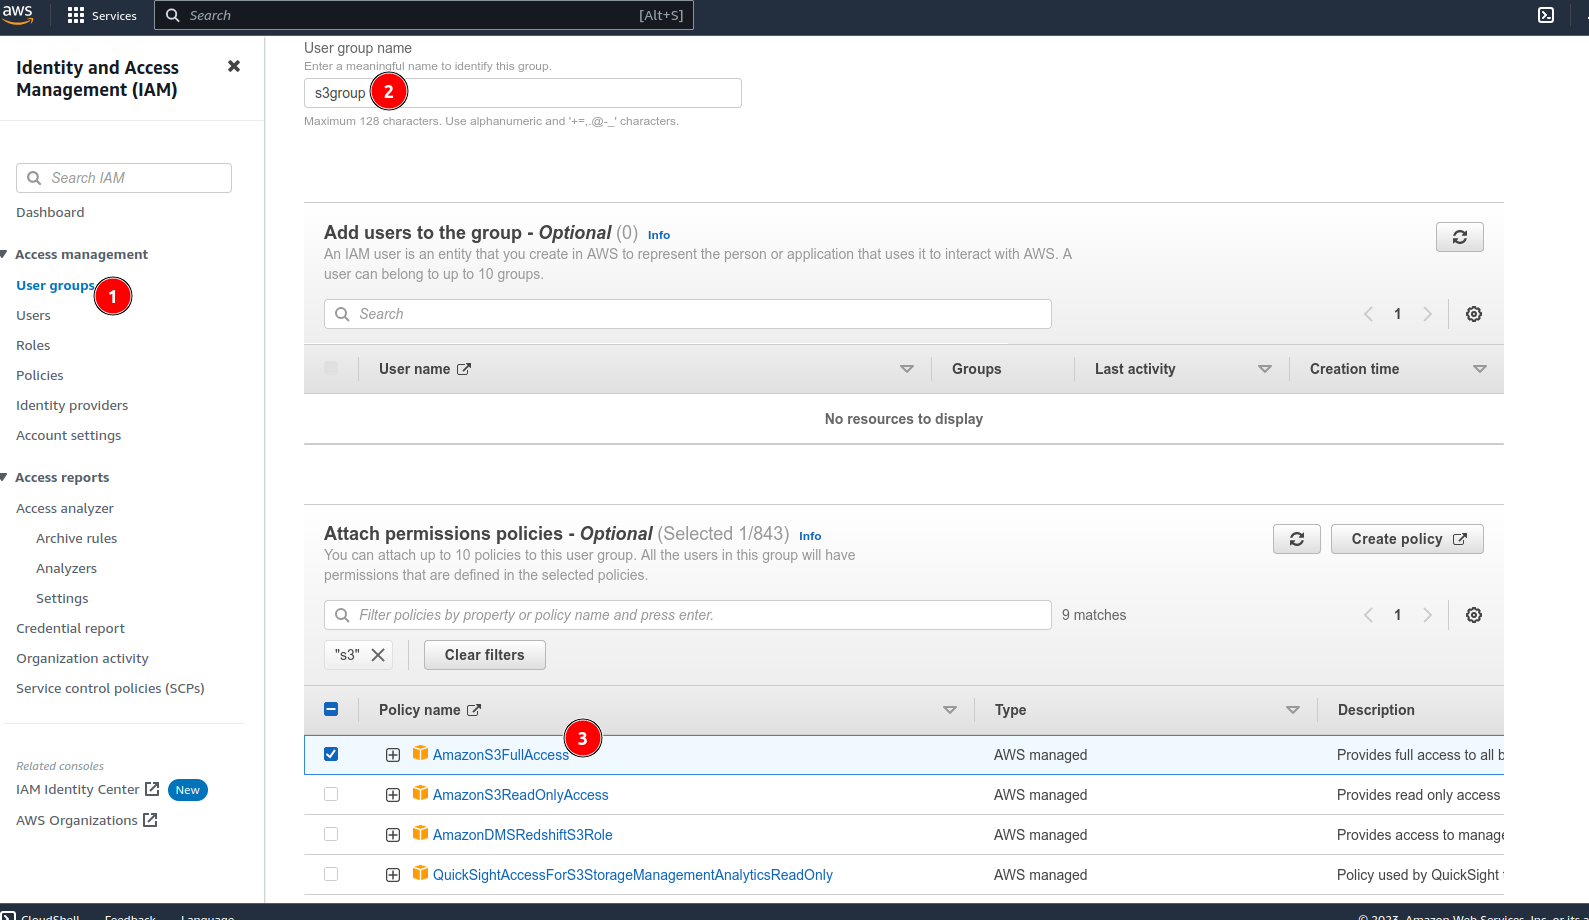 aws
Services
Search
[Alt+S]
Identity and Access
Management (IAM)
Search IAM
Dashboard
Access management
User groups
1
Users
Roles
Policies
Identity providers
Account settings
Access reports
Access analyzer
Archive rules
Analyzers
Settings
Credential report
Organization activity
Service control policies (SCPs)
Related consoles
IAM Identity Center
New
AWS Organizations
User group name
Enter a meaningful name to identify this group.
s3group
2
Maximum 128 characters. Use alphanumeric and '+=,.@-_' characters.
Add users to the group - Optional (0) Info
An IAM user is an entity that you create in AWS to represent the person or application that uses it to interact with AWS. A
user can belong to up to 10 groups.
Search
1
User name Groups Last activity Creation time
No resources to display
Attach permissions policies - Optional (Selected 1/843) Info
You can attach up to 10 policies to this user group. All the users in this group will have
permissions that are defined in the selected policies.
Create policy
Filter policies by property or policy name and press enter.
9 matches
1
"s3"
Clear filters
Policy name Type Description
3
AmazonS3FullAccess AWS managed Provides full access to all b
AmazonS3ReadOnlyAccess AWS managed Provides read only access
AmazonDMSRedshiftS3Role AWS managed Provides access to manage
QuickSightAccessForS3StorageManagementAnalyticsReadOnly AWS managed Policy used by QuickSight
CloudShell Feedback Language
© 2023, Amazon Web Services, Inc. or its a